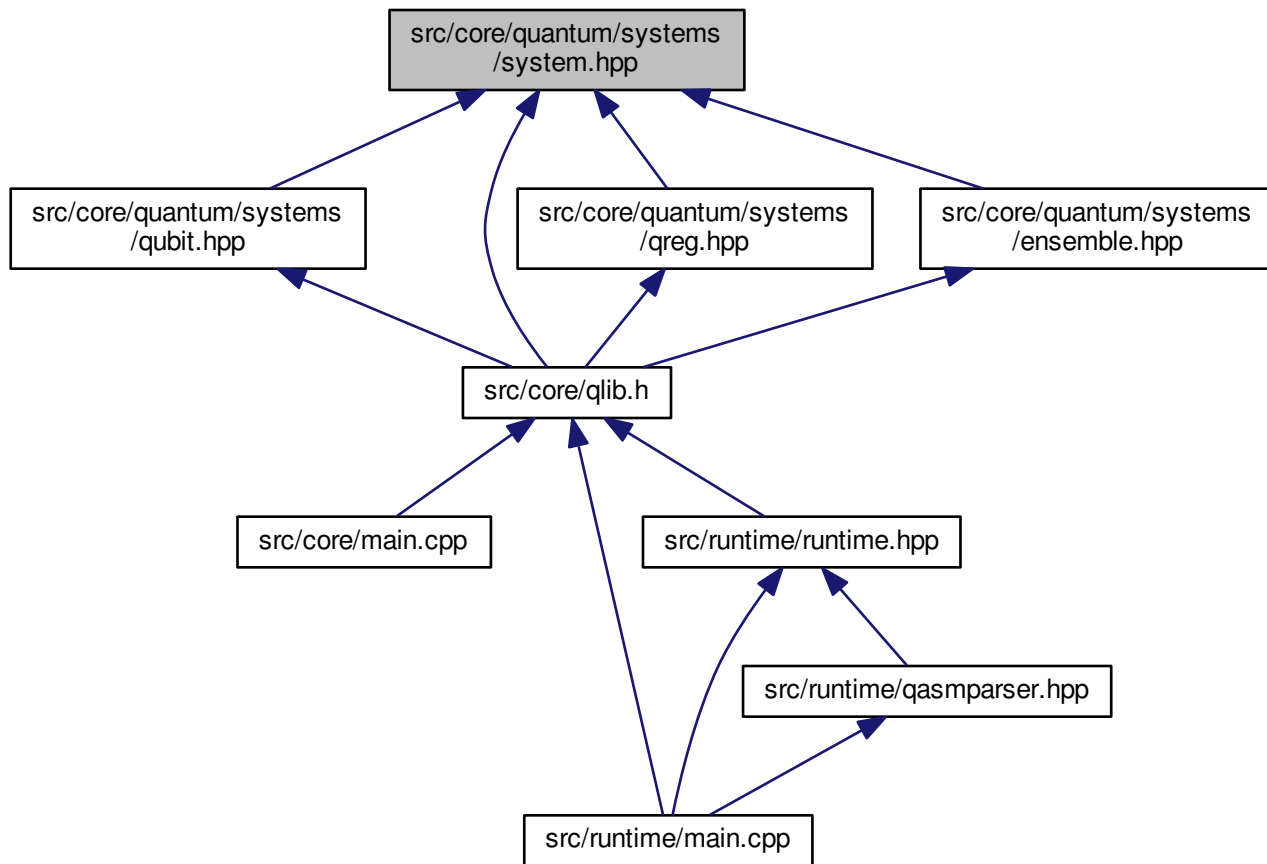 src/core/quantum/systems
/system.hpp
src/core/quantum/systems
/qubit.hpp
src/core/quantum/systems
/qreg.hpp
src/core/quantum/systems
/ensemble.hpp
src/core/qlib.h
src/core/main.cpp
src/runtime/runtime.hpp
src/runtime/qasmparser.hpp
src/runtime/main.cpp